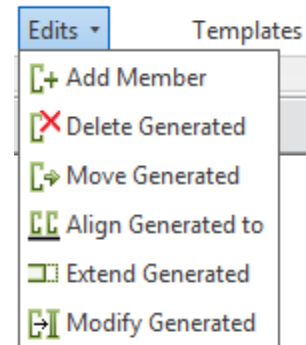 Edits Templates
Add Member
Delete Generated
Move Generated
Align Generated to
Extend Generated
Modify Generated